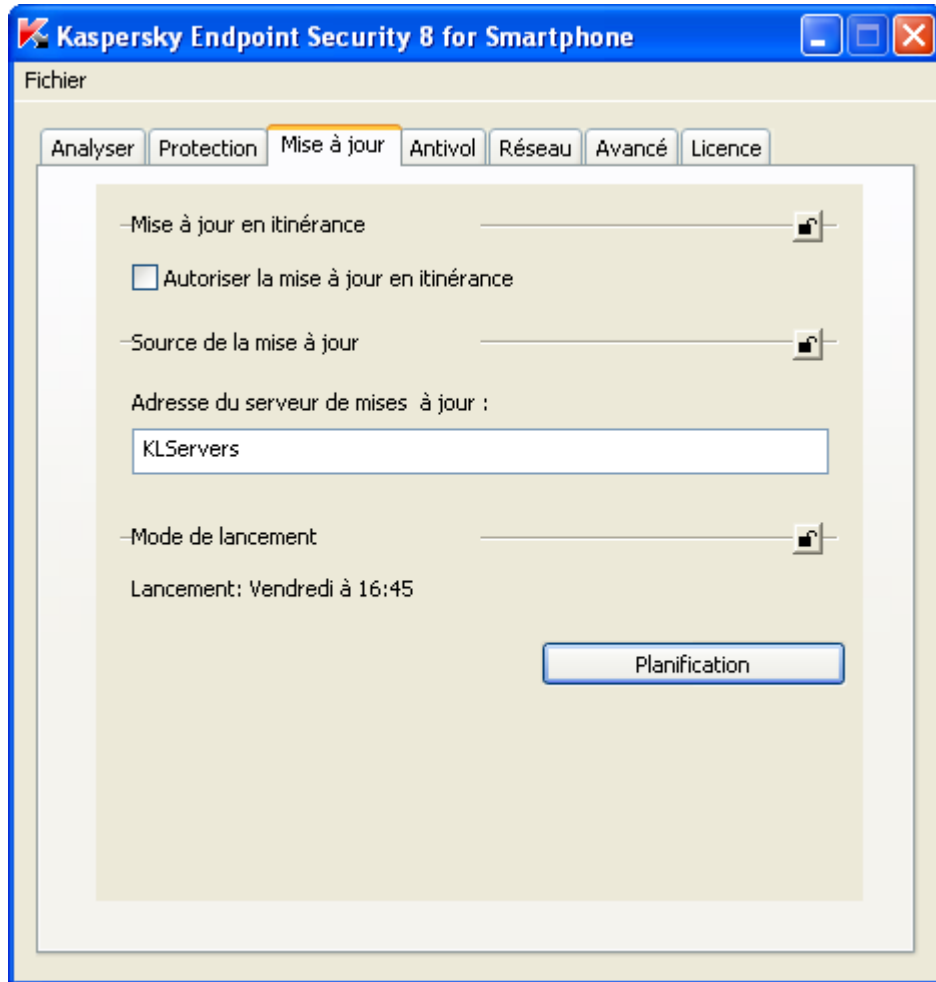 Kaspersky Endpoint Security 8 for Smartphone
Fichier
Analyser Protection Mise à jour Antivol Réseau Avancé Licence
Mise à jour en itinérance
Autoriser la mise à jour en itinérance
Source de la mise à jour
Adresse du serveur de mises à jour :
KLServers
Mode de lancement
Lancement: Vendredi à 16:45
Planification